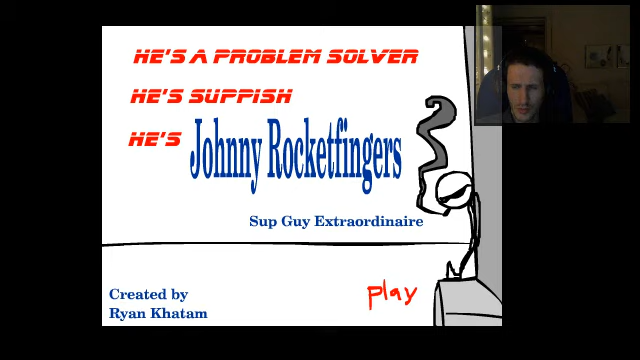 HE'S A PROBLEM SOLVER
HE'S SUPPISH
HE'S Johnny Rocketfingers
Sup Guy Extraordinaire
play
Created by
Ryan Khatam